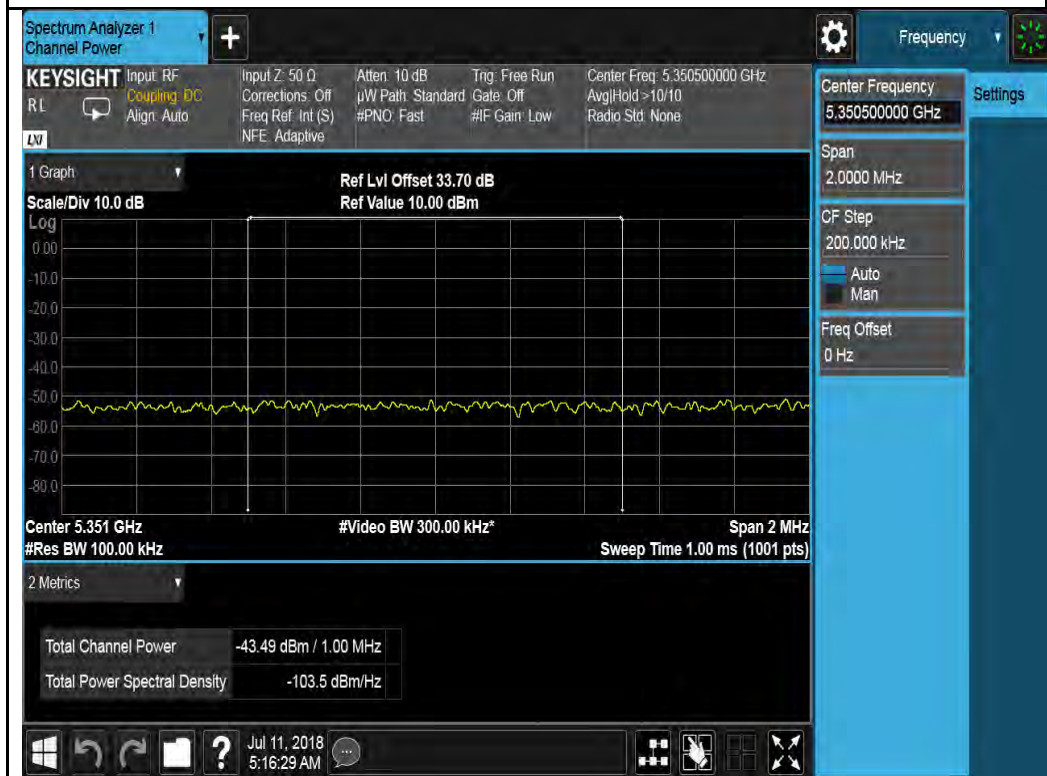 Spectrum Analyzer 1
Channel Power
+
Frequency
KEYSIGHT
RL
LXI
Input: RF
Coupling: DC
Align: Auto
Input Z: 50 Ω
Corrections: Off
Freq Ref: Int (S)
NFE: Adaptive
Atten: 10 dB
µW Path: Standard
#PNO: Fast
Trig: Free Run
Gate: Off
#IF Gain: Low
Center Freq: 5.350500000 GHz
Avg|Hold >10/10
Radio Std: None
1 Graph
Scale/Div 10.0 dB
Ref Lvl Offset 33.70 dB
Ref Value 10.00 dBm
Log
0.00
-10.0
-20.0
-30.0
-40.0
-50.0
-60.0
-70.0
-80.0
Center 5.351 GHz
#Res BW 100.00 kHz
#Video BW 300.00 kHz*
Span 2 MHz
Sweep Time 1.00 ms (1001 pts)
2 Metrics
Total Channel Power -43.49 dBm / 1.00 MHz
Total Power Spectral Density -103.5 dBm/Hz
?
Jul 11, 2018
5:16:29 AM
Center Frequency
5.350500000 GHz
Settings
Span
2.0000 MHz
CF Step
200.000 kHz
Auto
Man
Freq Offset
0 Hz